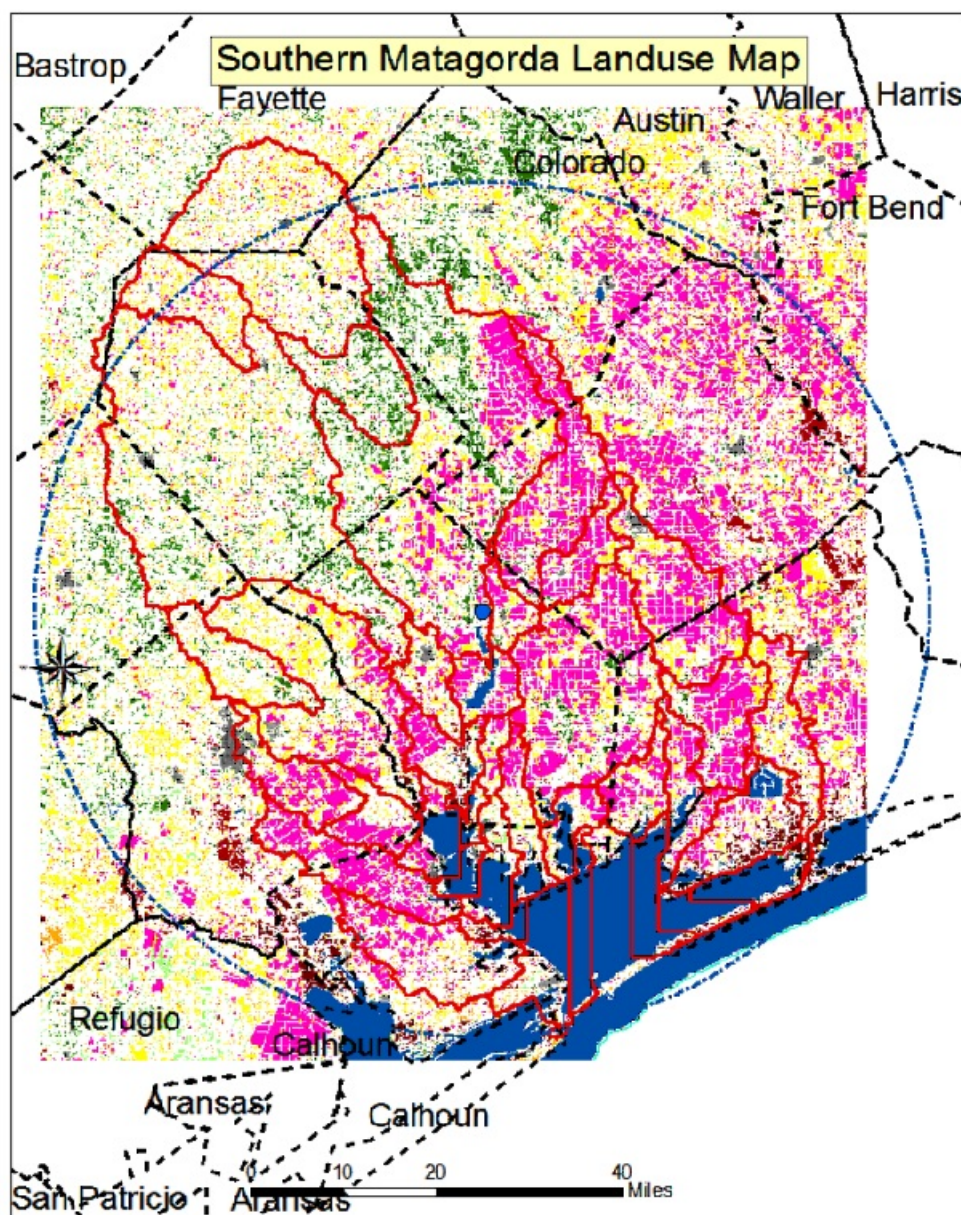 Southern Matagorda Landuse Map
Bastrop
Fayette
Waller
Harris
Austin
Colorado
Fort Bend
Refugio
Calhoun
Aransas
Calhoun
San Patricio
Aransas
0 10 20 40
Miles